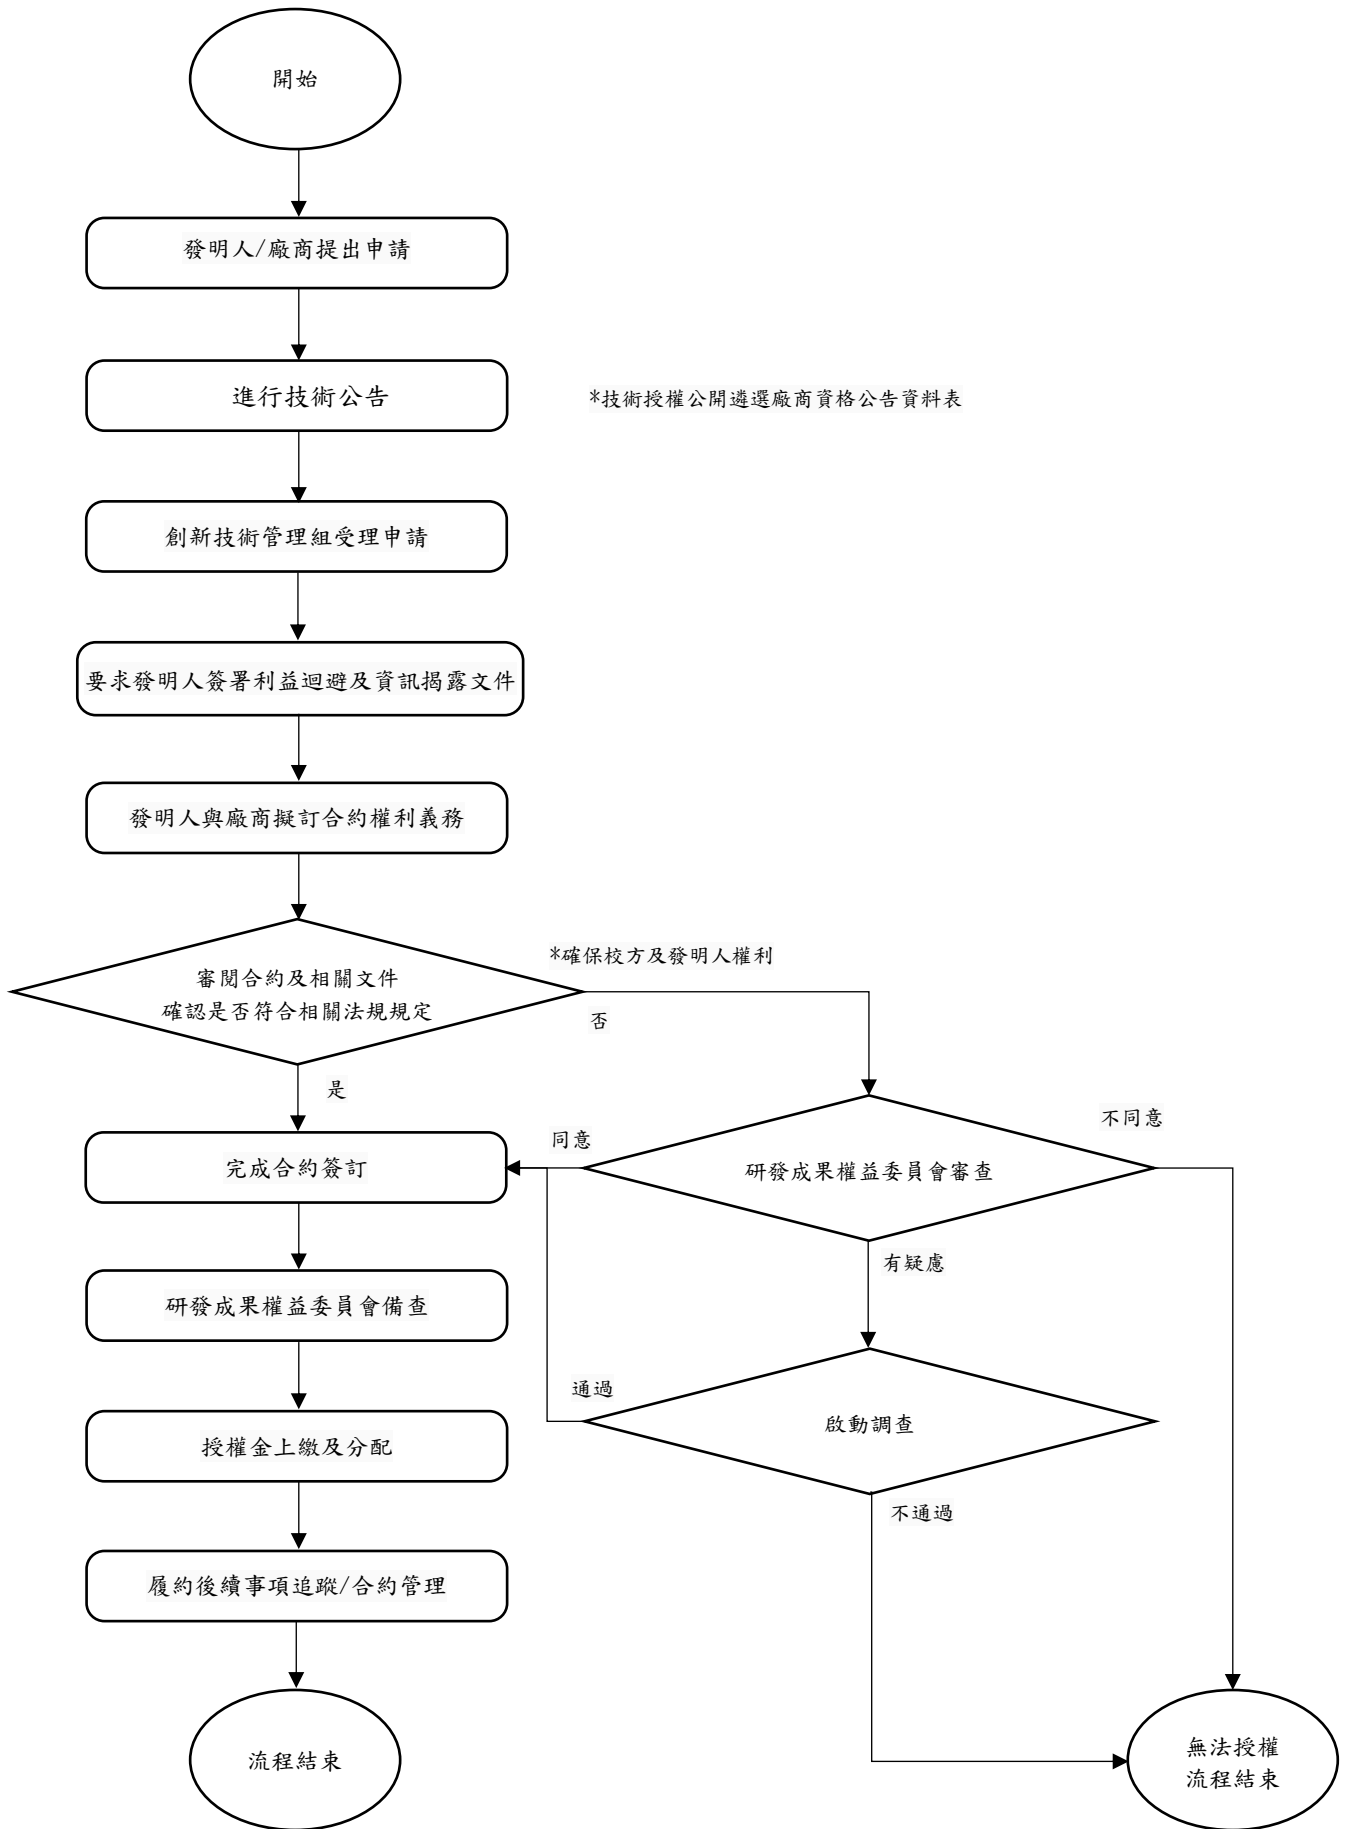 開始
發明人/廠商提出申請
進行技術公告
*技術授權公開遴選廠商資格公告資料表
創新技術管理組受理申請
要求發明人簽署利益迴避及資訊揭露文件
發明人與廠商擬訂合約權利義務
*確保校方及發明人權利
審閱合約及相關文件
確認是否符合相關法規規定
否
是
不同意
同意
完成合約簽訂
研發成果權益委員會審查
有疑慮
研發成果權益委員會備查
通過
啟動調查
授權金上繳及分配
不通過
履約後續事項追蹤/合約管理
流程結束
無法授權
流程結束